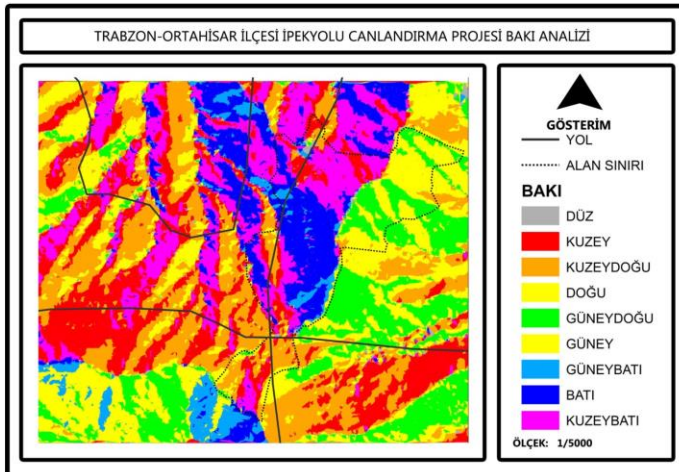 TRABZON-ORTAHİSAR İLÇESİ İPEKYOLU CANLANDIRMA PROJESİ BAKI ANALİZİ
GÖSTERİM
YOL
ALAN SINIRI
BAKI
DÜZ
KUZEY
KUZEYDOĞU
DOĞU
GÜNEYDOĞU
GÜNEY
GÜNEYBATI
BATI
KUZEYBATI
ÖLÇEK: 1/5000